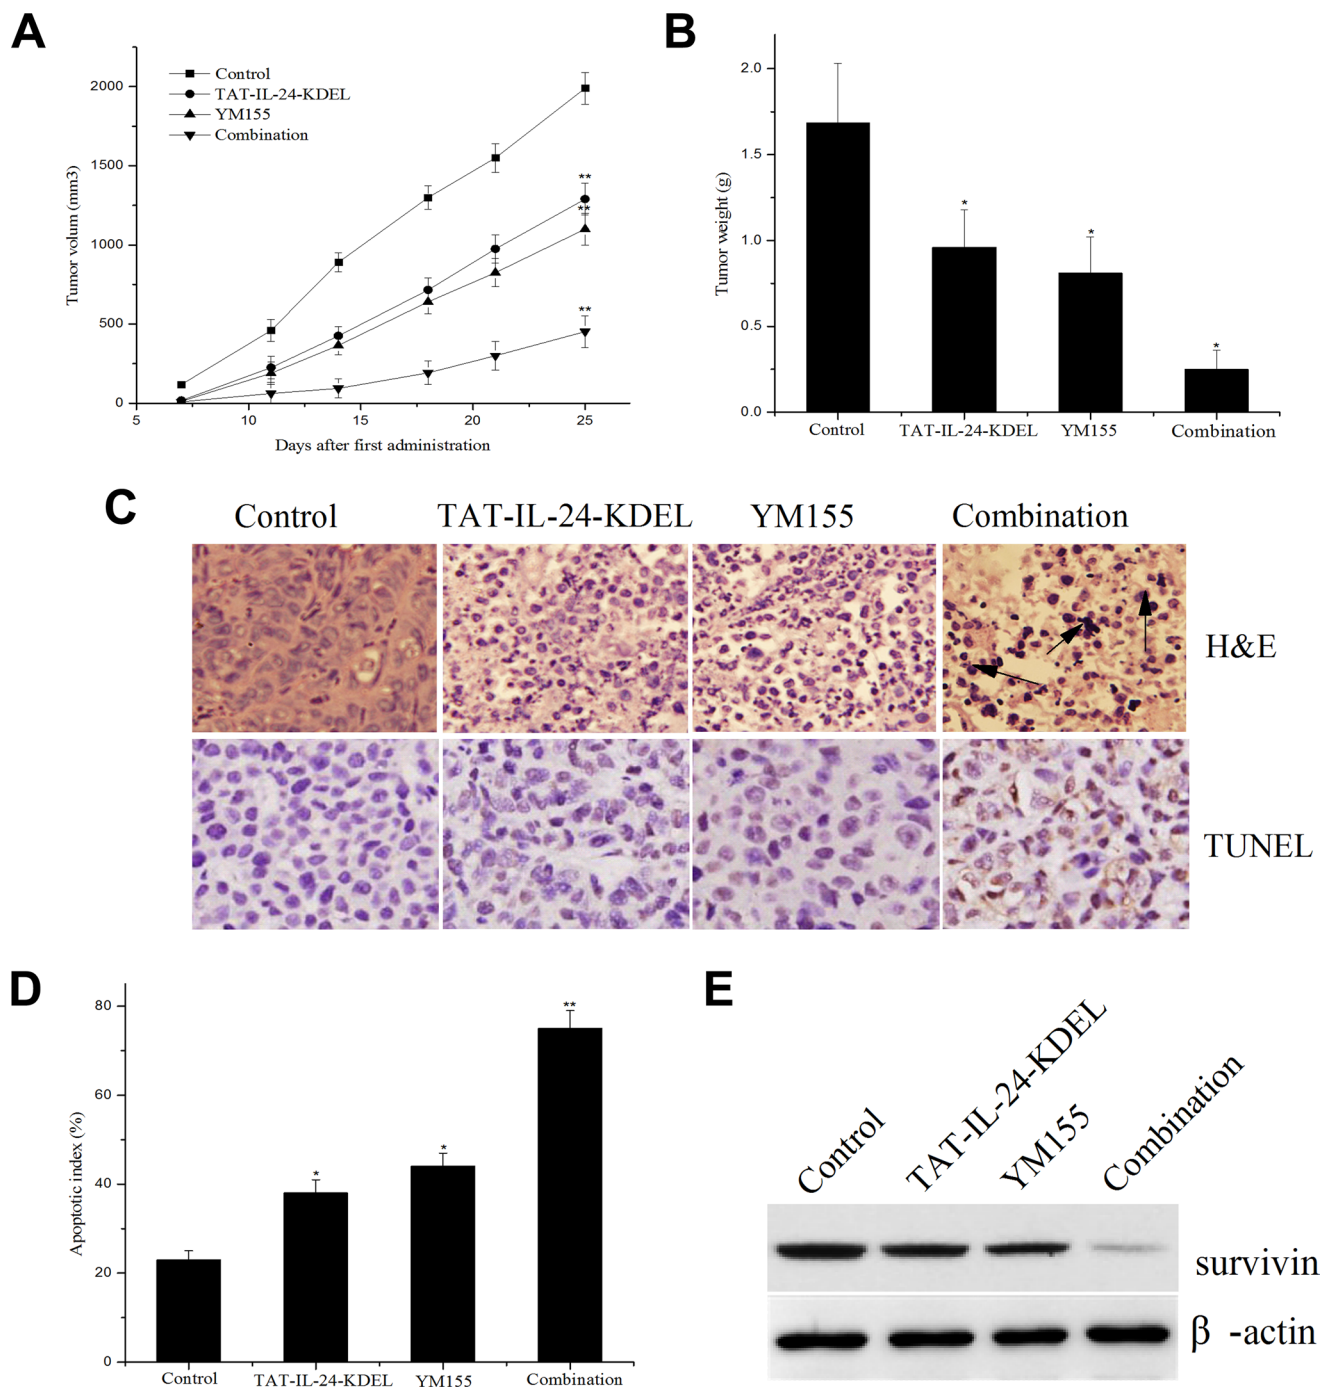 A
Control
TAT-IL-24-KDEL
YM155
Combination
Tumor volum (mm3)
2000
1500
1000
500
0
**
**
**
5
10
15
20
25
Days after first administration
B
Tumor weight (g)
2.0
1.5
1.0
0.5
0.0
*
*
*
Control
TAT-IL-24-KDEL
YM155
Combination
C
Control
TAT-IL-24-KDEL
YM155
Combination
H&E
TUNEL
D
Apoptotic index (%)
80
60
40
20
0
*
*
**
Control
TAT-IL-24-KDEL
YM155
Combination
E
Control
TAT-IL-24-KDEL
YM155
Combination
survivin
β -actin